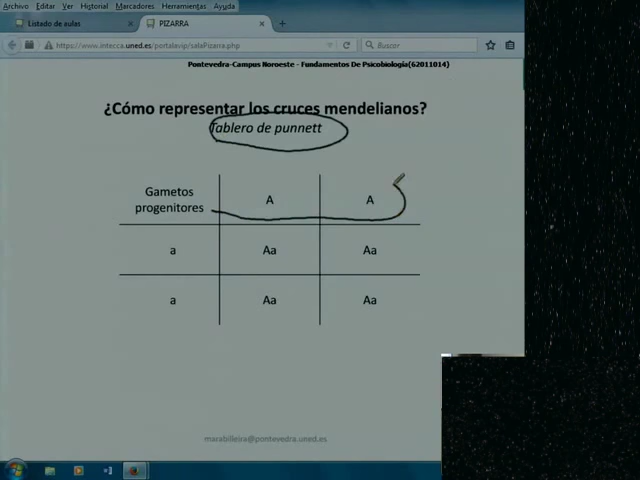 Archivo Editar Ver Historial Marcadores Herramientas Ayuda
Listado de aulas
PIZARRA
https://www.intecca.uned.es/portalavip/salaPizarra.php
Buscar
Pontevedra-Campus Noroeste - Fundamentos De Psicobiología(62011014)
¿Cómo representar los cruces mendelianos?
Tablero de punnett
Gametos
progenitores
A
A
a
Aa
Aa
a
Aa
Aa
marabilleira@pontevedra.uned.es